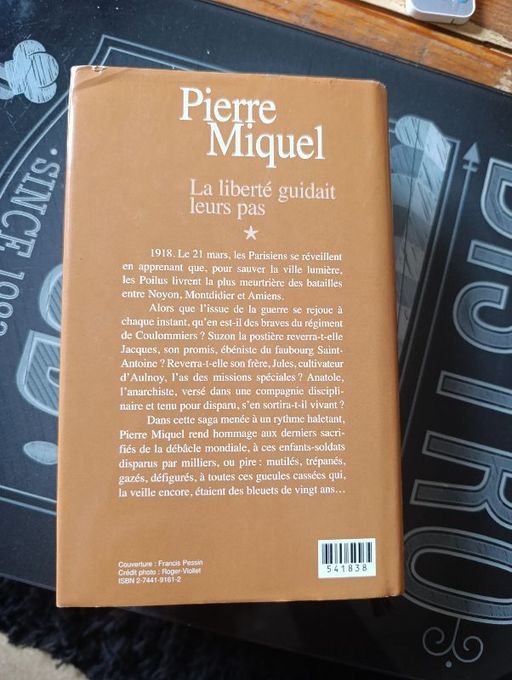 Pierre
Miquel
La liberté guidait
leurs pas
1918. Le 21 mars, les Parisiens se réveillent
en apprenant que, pour sauver la ville lumière,
les Poilus livrent la plus meurtrière des batailles
entre Noyon, Montdidier et Amiens.
Alors que l'issue de la guerre se rejoue à
chaque instant, qu'en est-il des braves du régiment
de Coulommiers ? Suzon la postière reverra-t-elle
Jacques, son promis, ébéniste du faubourg Saint-
Antoine ? Reverra-t-elle son frère, Jules, cultivateur
d'Aulnoy, l'as des missions spéciales ? Anatole,
l'anarchiste, versé dans une compagnie discipli-
naire et tenu pour disparu, s'en sortira-t-il vivant ?
Dans cette saga menée à un rythme haletant,
Pierre Miquel rend hommage aux derniers sacri-
fiés de la débâcle mondiale, à ces enfants-soldats
disparus par milliers, ou pire : mutilés, trépanés,
gazés, défigurés, à toutes ces gueules cassées qui,
la veille encore, étaient des bleuets de vingt ans...
Couverture : Francis Pessin
Crédit photo : Roger-Viollet
ISBN 2-7441-9161-2
541838
· SINCE
BISTRO